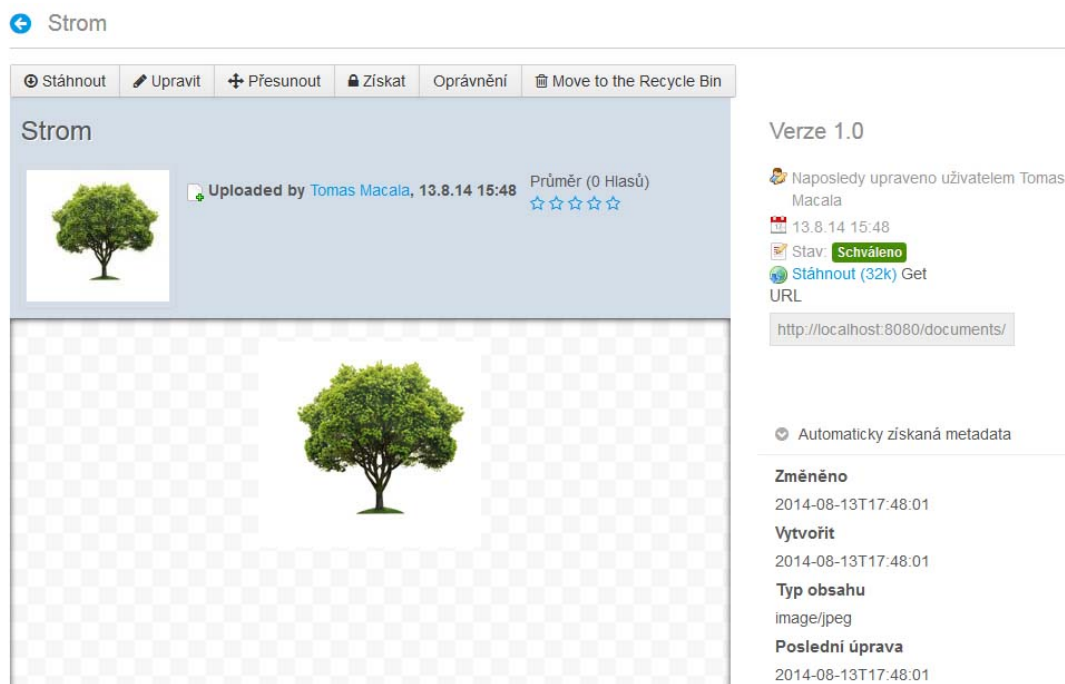 Strom
Stáhnout Upravit Přesunout Získat Oprávnění Move to the Recycle Bin
Strom
Uploaded by Tomas Macala, 13.8.14 15:48
Průměr (0 Hlasů)
Verze 1.0
Naposledy upraveno uživatelem Tomas
Macala
13.8.14 15:48
Stav: Schváleno
Stáhnout (32k) Get
URL
http://localhost:8080/documents/
Automaticky získaná metadata
Změněno
2014-08-13T17:48:01
Vytvořit
2014-08-13T17:48:01
Typ obsahu
image/jpeg
Poslední úprava
2014-08-13T17:48:01